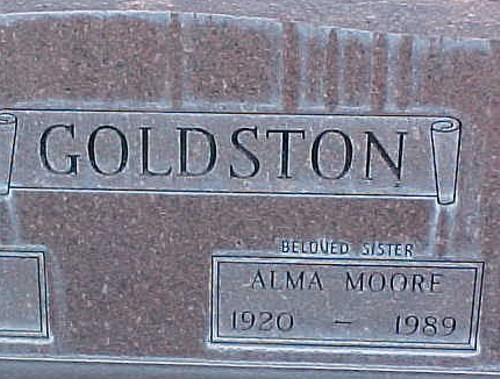 GOLDSTON
BELOVED SISTER
ALMA MOORE
1920 - 1989